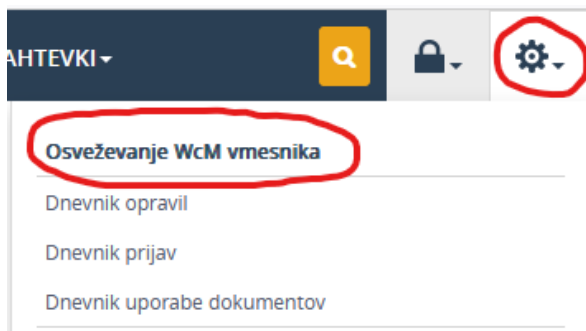 AHTEVKI
Osveževanje WcM vmesnika
Dnevnik opravil
Dnevnik prijav
Dnevnik uporabe dokumentov